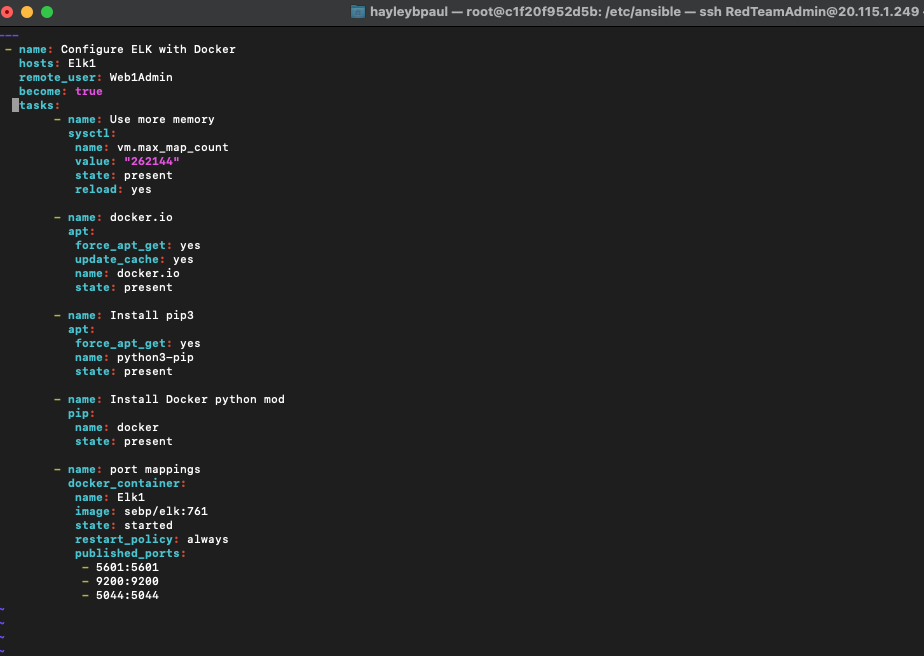 hayleybpaul — root@c1f20f952d5b: /etc/ansible — ssh RedTeamAdmin@20.115.1.249
---
- name: Configure ELK with Docker
  hosts: Elk1
  remote_user: Web1Admin
  become: true
  tasks:
       - name: Use more memory
         sysctl:
          name: vm.max_map_count
          value: "262144"
          state: present
          reload: yes

       - name: docker.io
         apt:
          force_apt_get: yes
          update_cache: yes
          name: docker.io
          state: present

       - name: Install pip3
         apt:
          force_apt_get: yes
          name: python3-pip
          state: present

       - name: Install Docker python mod
         pip:
          name: docker
          state: present

       - name: port mappings
         docker_container:
          name: Elk1
          image: sebp/elk:761
          state: started
          restart_policy: always
          published_ports:
           - 5601:5601
           - 9200:9200
           - 5044:5044
~
~
~
~